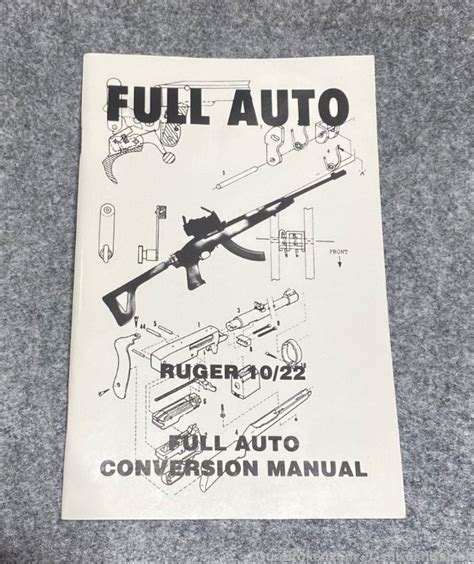 FULL AUTO
FRONT
RUGER 10/22
FULL AUTO
CONVERSION MANUAL